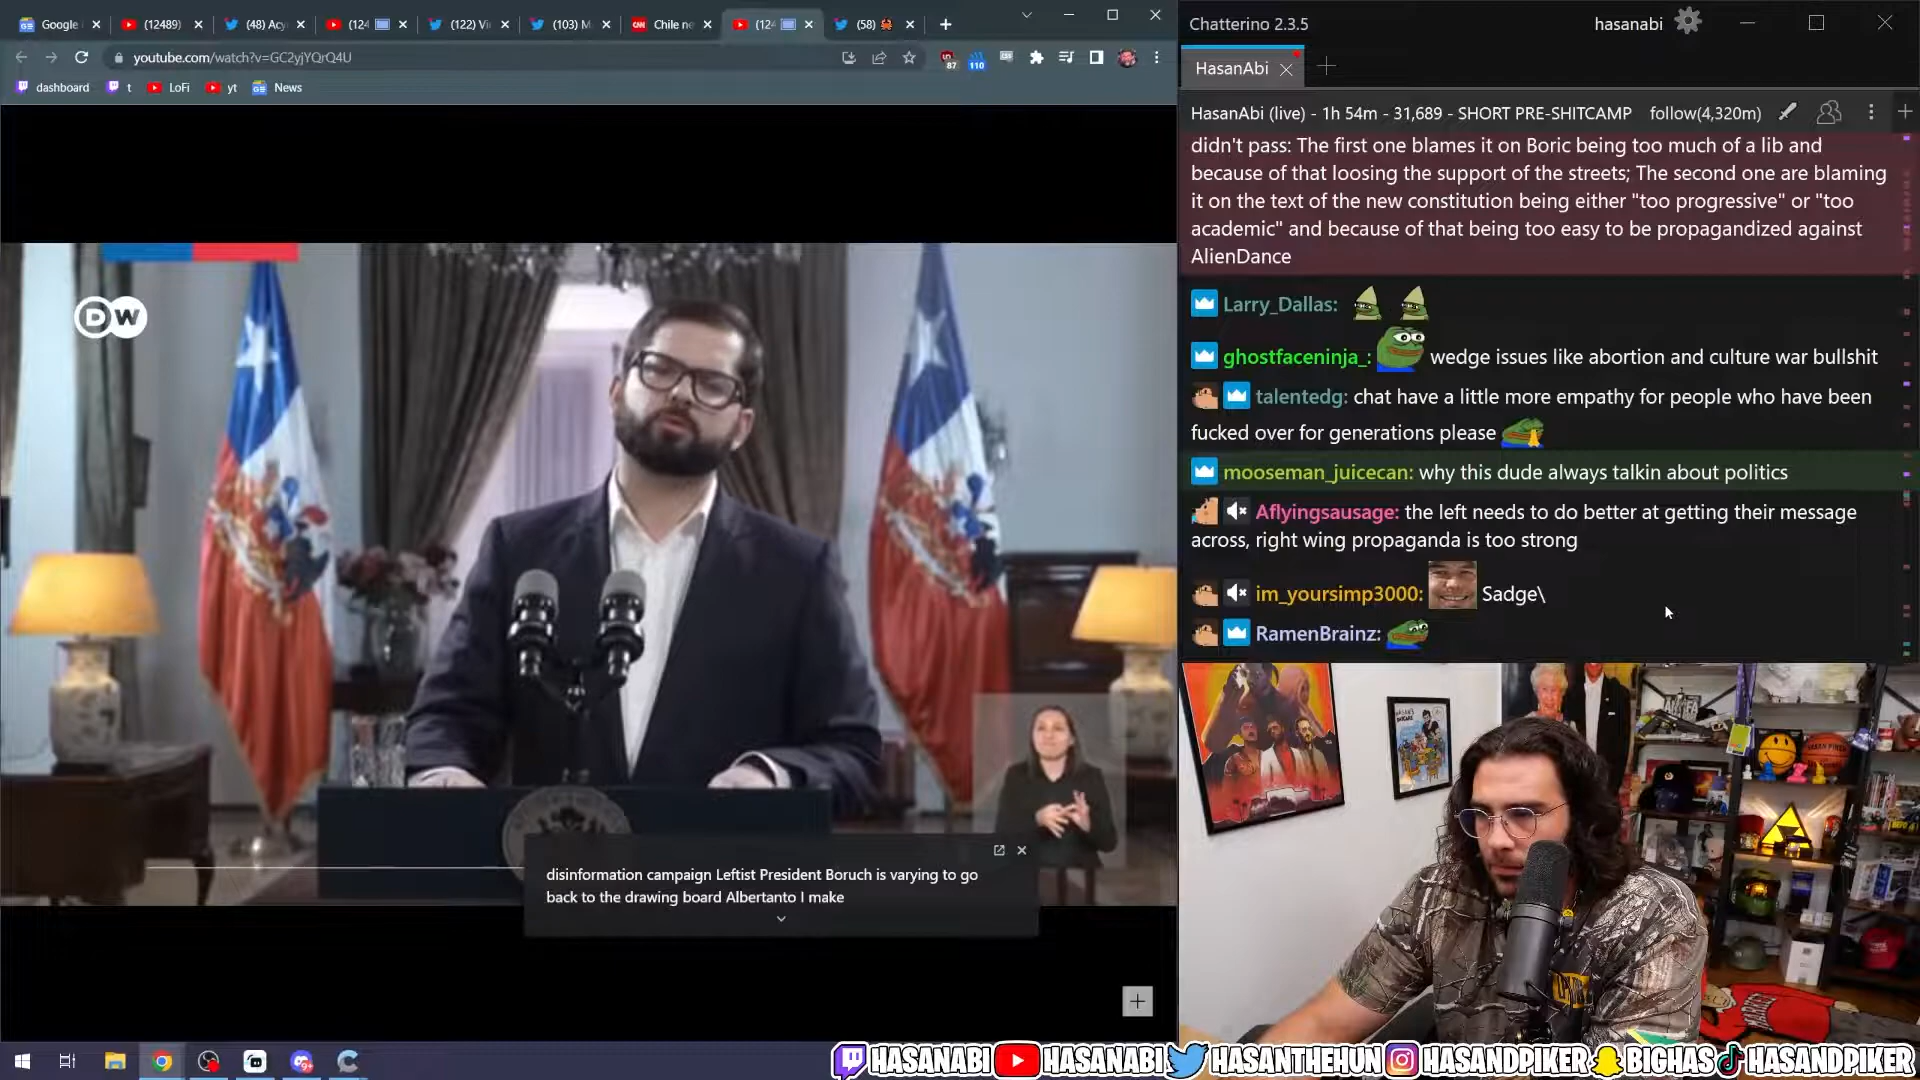 Google
(12489)
(48) Acy
(124
(122) Vi
(103) M
CNN
Chile ne
(12
(58)
youtube.com/watch?v=GC2yjYQrQ4U
87
110
dashboard
t
LoFi
yt
News
DW
disinformation campaign Leftist President Boruch is varying to go
back to the drawing board Albertanto I make
Chatterino 2.3.5
hasanabi
HasanAbi
HasanAbi (live) - 1h 54m - 31,689 - SHORT PRE-SHITCAMP
follow(4,320m)
didn't pass: The first one blames it on Boric being too much of a lib and
because of that loosing the support of the streets; The second one are blaming
it on the text of the new constitution being either "too progressive" or "too
academic" and because of that being too easy to be propagandized against
AlienDance
Larry_Dallas:
ghostfaceninja_: wedge issues like abortion and culture war bullshit
talentedg: chat have a little more empathy for people who have been
fucked over for generations please
mooseman_juicecan: why this dude always talkin about politics
Aflyingsausage: the left needs to do better at getting their message
across, right wing propaganda is too strong
im_yoursimp3000: Sadge\
RamenBrainz:
HASANABI HASANABI HASANTHEHUN HASANDPIKER BIGHAS HASANDPIKER